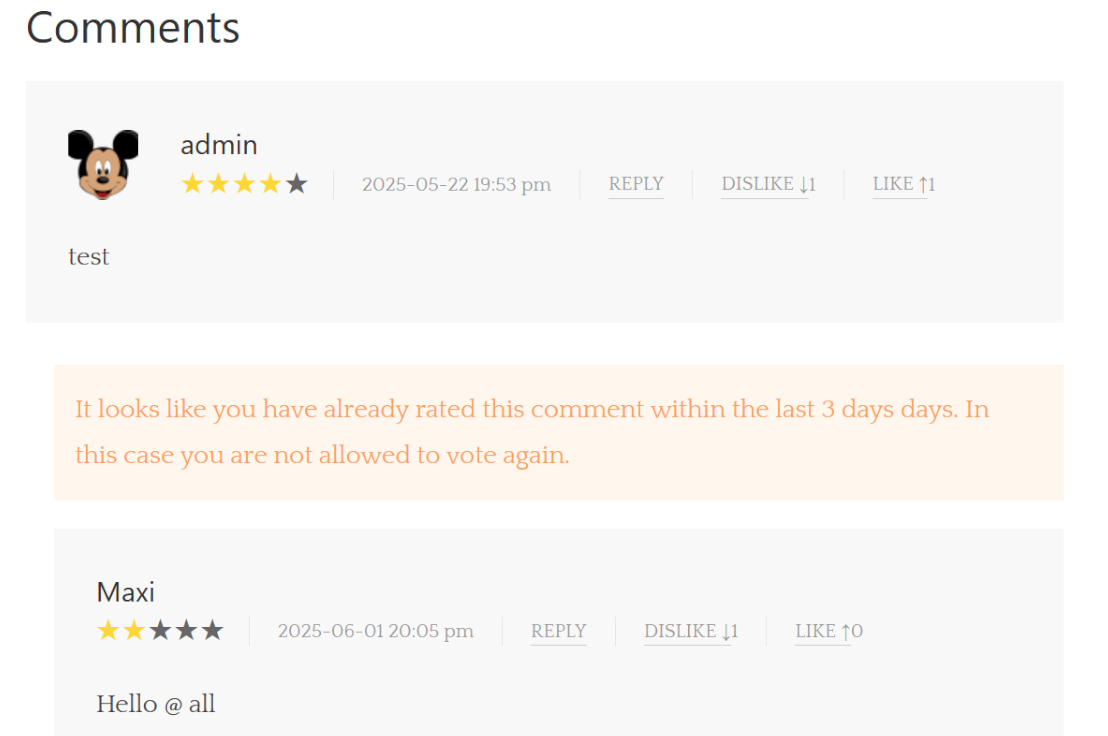 Comments
admin
2025-05-22 19:53 pm REPLY DISLIKE ↓1 LIKE ↑1
test
It looks like you have already rated this comment within the last 3 days days. In
this case you are not allowed to vote again.
Maxi
2025-06-01 20:05 pm REPLY DISLIKE ↓1 LIKE ↑0
Hello @ all